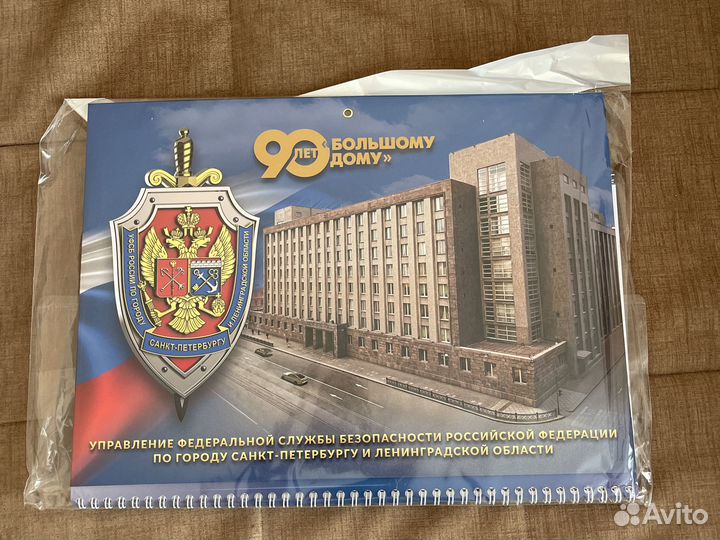 90 ЛЕТ «БОЛЬШОМУ
ДОМУ»
УФСБ РОССИИ ПО ГОРОДУ
САНКТ-ПЕТЕРБУРГУ
И ЛЕНИНГРАДСКОЙ ОБЛАСТИ
УПРАВЛЕНИЕ ФЕДЕРАЛЬНОЙ СЛУЖБЫ БЕЗОПАСНОСТИ РОССИЙСКОЙ ФЕДЕРАЦИИ
ПО ГОРОДУ САНКТ-ПЕТЕРБУРГУ И ЛЕНИНГРАДСКОЙ ОБЛАСТИ
Avito